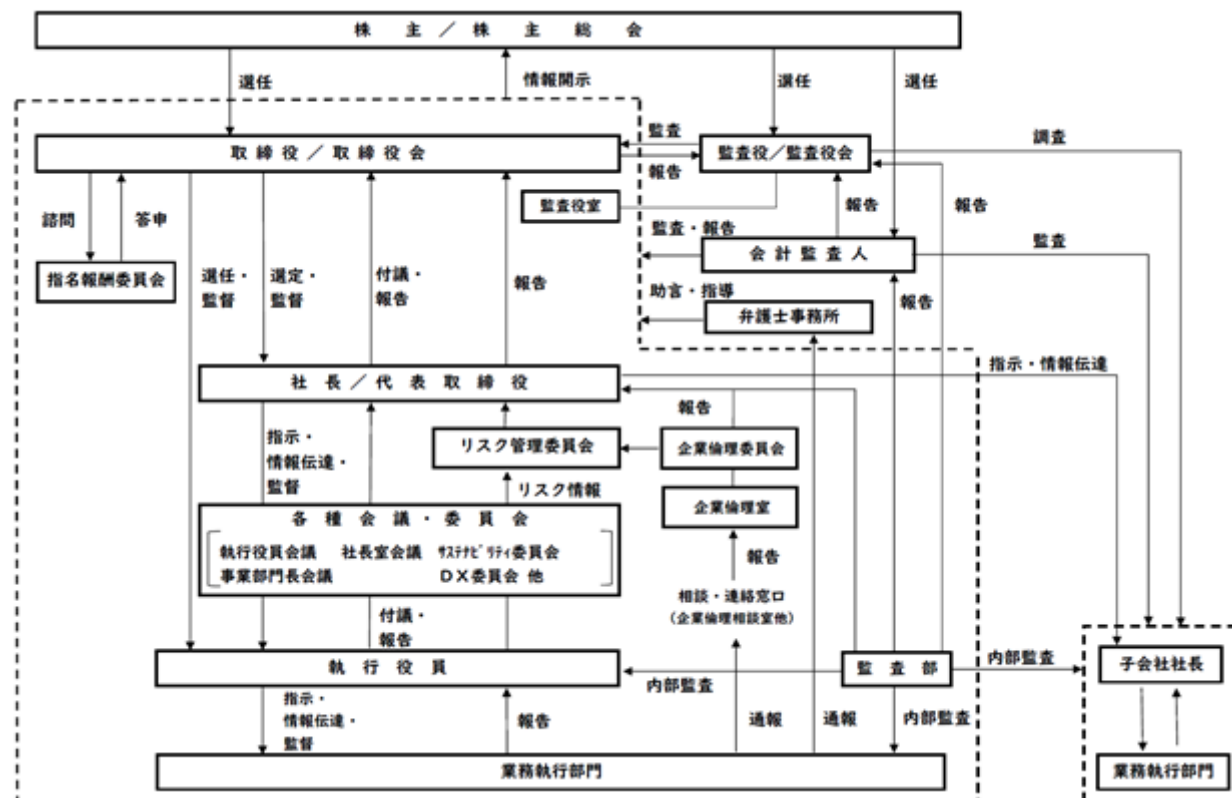 株主／株主総会
選任
情報開示
選任
選任
取締役／取締役会
監査
報告
監査役／監査役会
調査
監査役室
報告
報告
諮問
答申
監査・報告
会計監査人
監査
指名報酬委員会
選任・
監督
選定・
監督
付議・
報告
報告
助言・指導
弁護士事務所
報告
社長／代表取締役
指示・情報伝達
報告
指示・
情報伝達・
監督
リスク管理委員会
企業倫理委員会
リスク情報
企業倫理室
各種会議・委員会
執行役員会議 社長室会議 ｻｽﾃﾅﾋﾞﾘﾃｨ委員会
事業部門長会議 ＤＸ委員会 他
報告
相談・連絡窓口
（企業倫理相談室他）
付議・
報告
執行役員
内部監査
監査部
内部監査
子会社社長
指示・
情報伝達・
監督
報告
通報
通報
内部監査
業務執行部門
業務執行部門